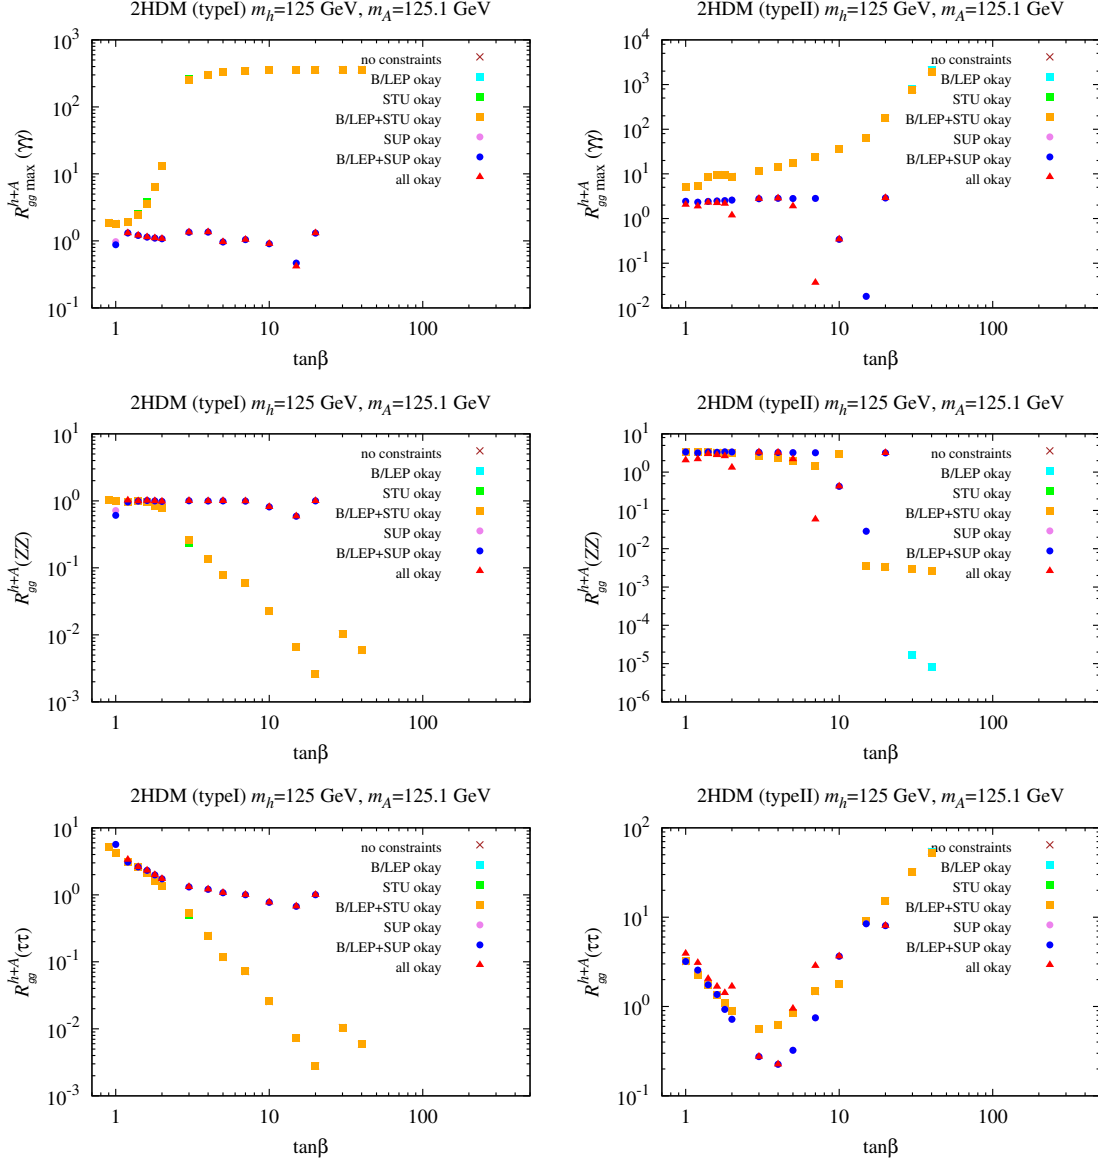 2HDM (typeI) m_h=125 GeV, m_A=125.1 GeV
R_gg max^h+A (γγ)
10^3
10^2
10^1
10^0
10^-1
no constraints
B/LEP okay
STU okay
B/LEP+STU okay
SUP okay
B/LEP+SUP okay
all okay
1 10 100
tanβ
2HDM (typeII) m_h=125 GeV, m_A=125.1 GeV
R_gg max^h+A (γγ)
10^4
10^3
10^2
10^1
10^0
10^-1
10^-2
no constraints
B/LEP okay
STU okay
B/LEP+STU okay
SUP okay
B/LEP+SUP okay
all okay
1 10 100
tanβ
2HDM (typeI) m_h=125 GeV, m_A=125.1 GeV
R_gg^h+A(ZZ)
10^1
10^0
10^-1
10^-2
10^-3
no constraints
B/LEP okay
STU okay
B/LEP+STU okay
SUP okay
B/LEP+SUP okay
all okay
1 10 100
tanβ
2HDM (typeII) m_h=125 GeV, m_A=125.1 GeV
R_gg^h+A(ZZ)
10^1
10^0
10^-1
10^-2
10^-3
10^-4
10^-5
10^-6
no constraints
B/LEP okay
STU okay
B/LEP+STU okay
SUP okay
B/LEP+SUP okay
all okay
1 10 100
tanβ
2HDM (typeI) m_h=125 GeV, m_A=125.1 GeV
R_gg^h+A(ττ)
10^1
10^0
10^-1
10^-2
10^-3
no constraints
B/LEP okay
STU okay
B/LEP+STU okay
SUP okay
B/LEP+SUP okay
all okay
1 10 100
tanβ
2HDM (typeII) m_h=125 GeV, m_A=125.1 GeV
R_gg^h+A(ττ)
10^2
10^1
10^0
10^-1
no constraints
B/LEP okay
STU okay
B/LEP+STU okay
SUP okay
B/LEP+SUP okay
all okay
1 10 100
tanβ